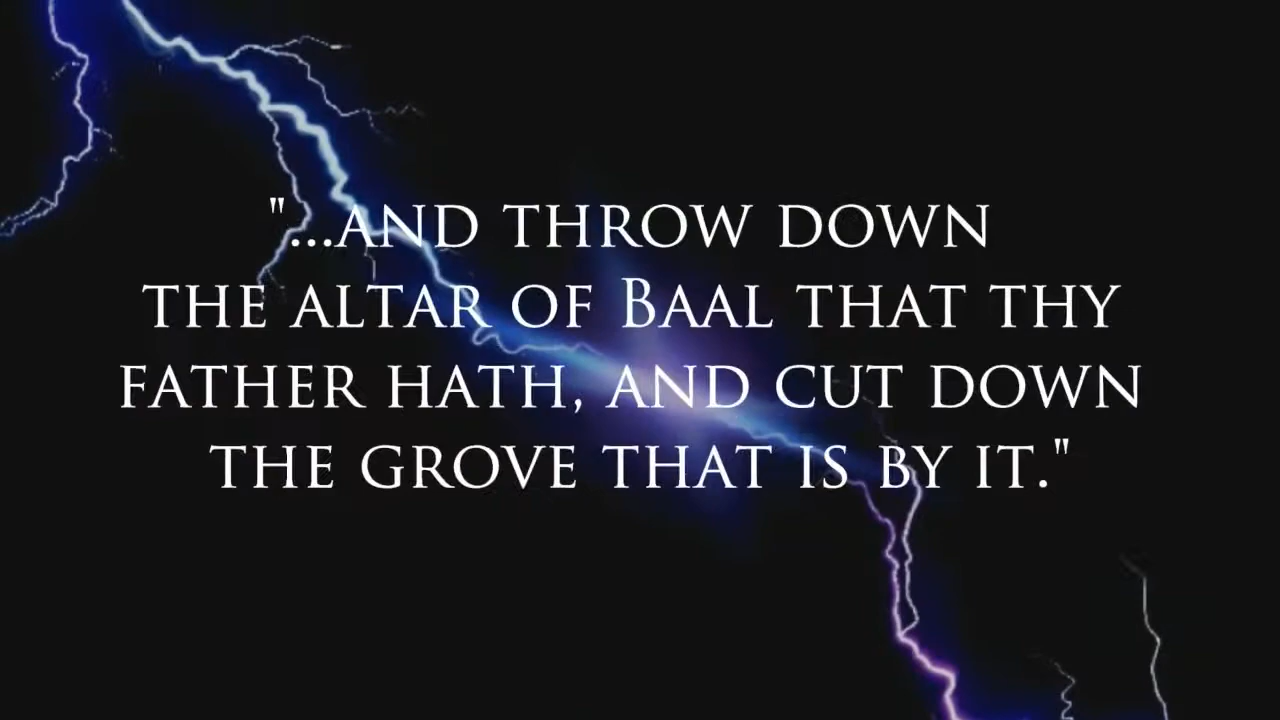 "...AND THROW DOWN
THE ALTAR OF BAAL THAT THY
FATHER HATH, AND CUT DOWN
THE GROVE THAT IS BY IT."